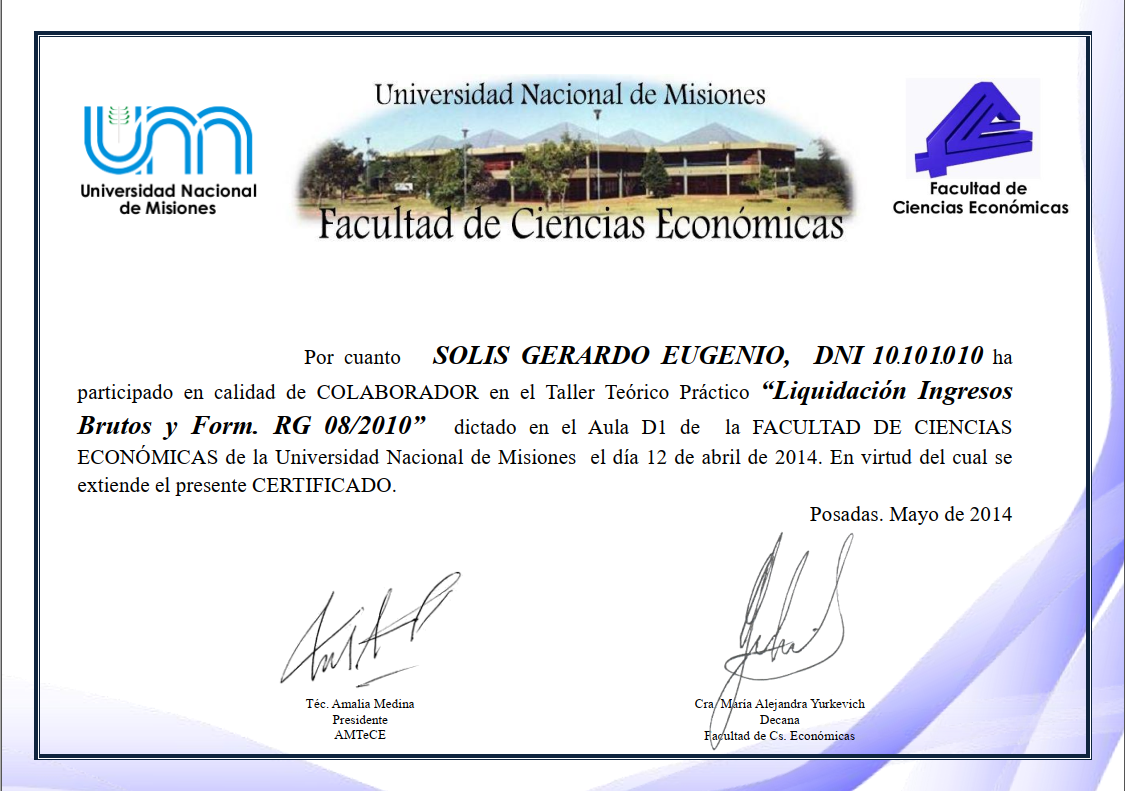 Universidad Nacional de Misiones
Universidad Nacional
de Misiones
Facultad de Ciencias Económicas
Facultad de
Ciencias Económicas
Por cuanto SOLIS GERARDO EUGENIO, DNI 10.101.010 ha
participado en calidad de COLABORADOR en el Taller Teórico Práctico “Liquidación Ingresos
Brutos y Form. RG 08/2010” dictado en el Aula D1 de la FACULTAD DE CIENCIAS
ECONÓMICAS de la Universidad Nacional de Misiones el día 12 de abril de 2014. En virtud del cual se
extiende el presente CERTIFICADO.
Posadas. Mayo de 2014
Téc. Amalia Medina
Presidente
AMTeCE
Cra. María Alejandra Yurkevich
Decana
Facultad de Cs. Económicas